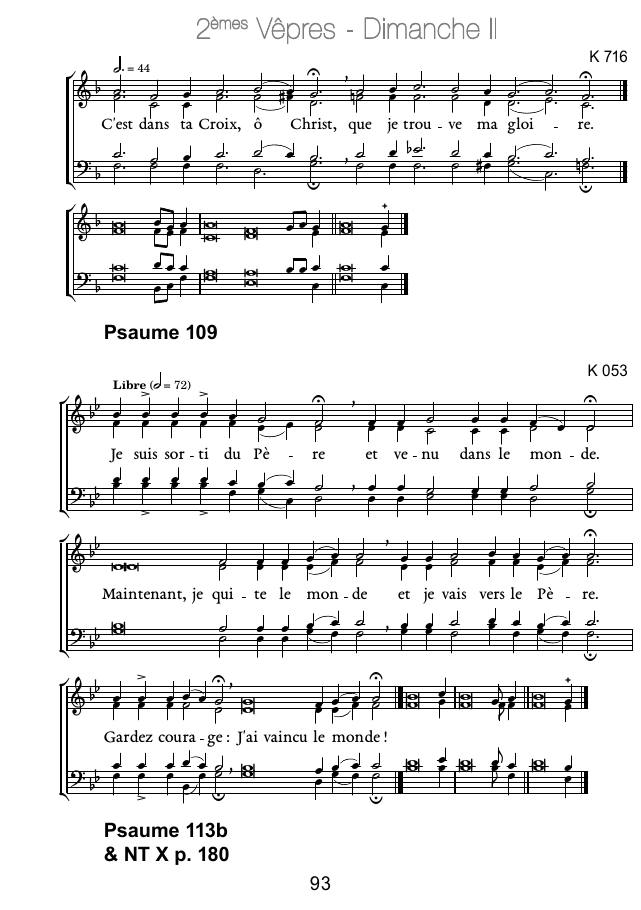 2èmes Vêpres - Dimanche II
K 716
𝅗𝅥. = 44
C'est dans ta Croix, ô Christ, que je trou - ve ma gloi - re.
Psaume 109
K 053
Libre (𝅗𝅥 = 72)
Je suis sor - ti du Pè - re et ve - nu dans le mon - de.
Maintenant, je qui - te le mon - de et je vais vers le Pè - re.
Gardez coura - ge : J'ai vaincu le monde !
Psaume 113b
& NT X p. 180
93